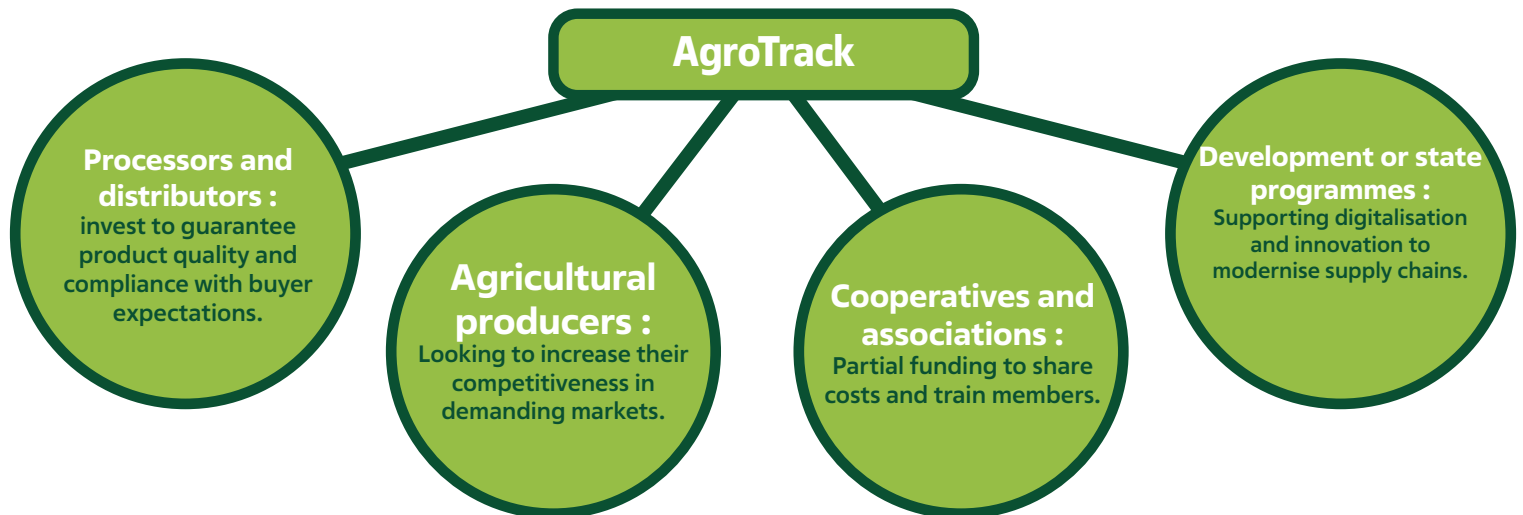 AgroTrack
Processors and
distributors :
invest to guarantee
product quality and
compliance with buyer
expectations.
Agricultural
producers :
Looking to increase their
competitiveness in
demanding markets.
Cooperatives and
associations :
Partial funding to share
costs and train members.
Development or state
programmes :
Supporting digitalisation
and innovation to
modernise supply chains.